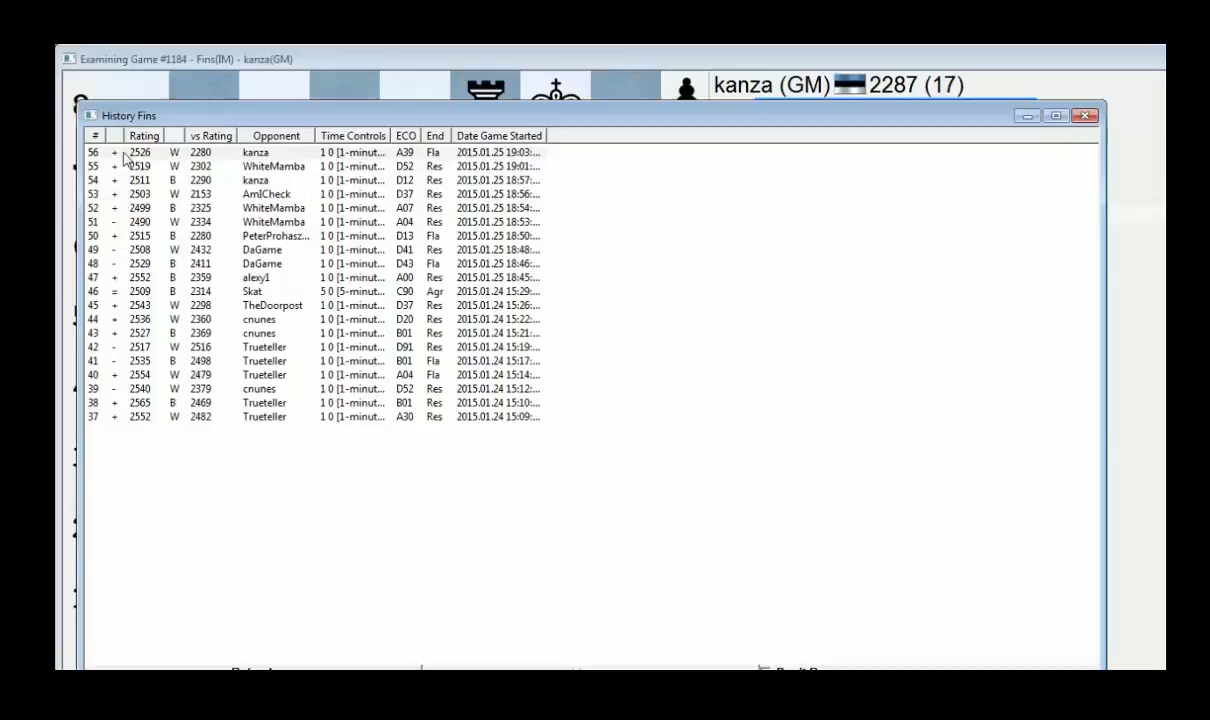 Examining Game #1184 - Fins(IM) - kanza(GM)
kanza (GM) 2287 (17)
History Fins
# Rating vs Rating Opponent Time Controls ECO End Date Game Started
56 + 2526 W 2280 kanza 1 0 [1-minut... A39 Fla 2015.01.25 19:03:...
55 + 2519 W 2302 WhiteMamba 1 0 [1-minut... D52 Res 2015.01.25 19:01:...
54 + 2511 B 2290 kanza 1 0 [1-minut... D12 Res 2015.01.25 18:57:...
53 + 2503 W 2153 AmICheck 1 0 [1-minut... D37 Res 2015.01.25 18:56:...
52 + 2499 B 2325 WhiteMamba 1 0 [1-minut... A07 Res 2015.01.25 18:54:...
51 - 2490 W 2334 WhiteMamba 1 0 [1-minut... A04 Res 2015.01.25 18:53:...
50 + 2515 B 2280 PeterProhasz... 1 0 [1-minut... D13 Fla 2015.01.25 18:50:...
49 - 2508 W 2432 DaGame 1 0 [1-minut... D41 Res 2015.01.25 18:48:...
48 - 2529 B 2411 DaGame 1 0 [1-minut... D43 Fla 2015.01.25 18:46:...
47 + 2552 B 2359 alexy1 1 0 [1-minut... A00 Res 2015.01.25 18:45:...
46 = 2509 B 2314 Skat 5 0 [5-minut... C90 Agr 2015.01.24 15:29:...
45 + 2543 W 2298 TheDoorpost 1 0 [1-minut... D37 Res 2015.01.24 15:26:...
44 + 2536 W 2360 cnunes 1 0 [1-minut... D20 Res 2015.01.24 15:22:...
43 + 2527 B 2369 cnunes 1 0 [1-minut... B01 Res 2015.01.24 15:21:...
42 - 2517 W 2516 Trueteller 1 0 [1-minut... D91 Res 2015.01.24 15:19:...
41 - 2535 B 2498 Trueteller 1 0 [1-minut... B01 Fla 2015.01.24 15:17:...
40 + 2554 W 2479 Trueteller 1 0 [1-minut... A04 Fla 2015.01.24 15:14:...
39 - 2540 W 2379 cnunes 1 0 [1-minut... D52 Res 2015.01.24 15:12:...
38 + 2565 B 2469 Trueteller 1 0 [1-minut... B01 Res 2015.01.24 15:10:...
37 + 2552 W 2482 Trueteller 1 0 [1-minut... A30 Res 2015.01.24 15:09:...